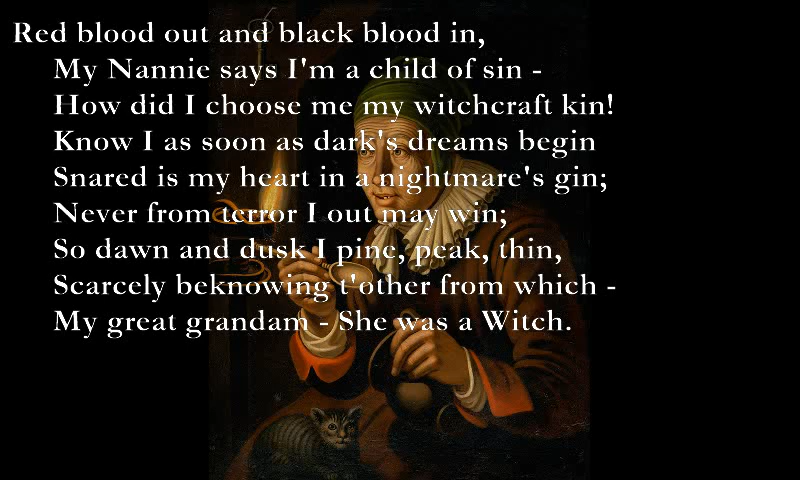 Red blood out and black blood in,
My Nannie says I'm a child of sin -
How did I choose me my witchcraft kin!
Know I as soon as dark's dreams begin
Snared is my heart in a nightmare's gin;
Never from terror I out may win;
So dawn and dusk I pine, peak, thin,
Scarcely beknowing t'other from which -
My great grandam - She was a Witch.